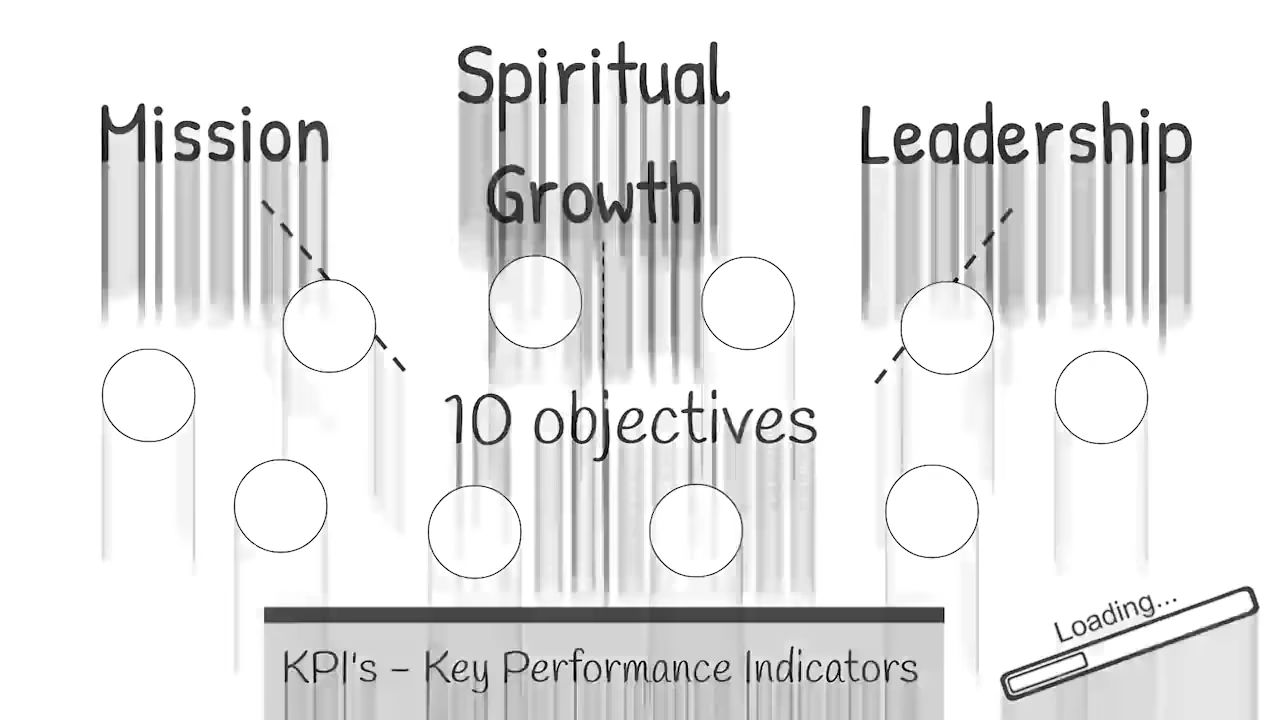 Spiritual
Growth
Mission
Leadership
10 objectives
Loading...
KPI's - Key Performance Indicators